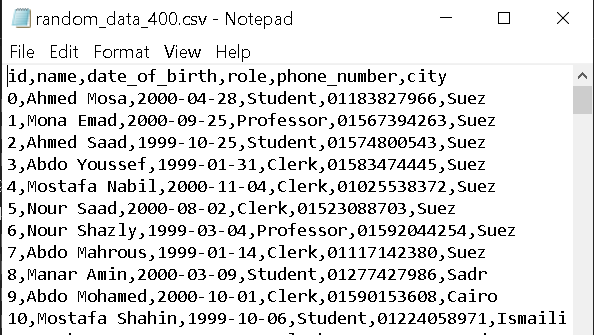 random_data_400.csv - Notepad
File Edit Format View Help
id,name,date_of_birth,role,phone_number,city
0,Ahmed Mosa,2000-04-28,Student,01183827966,Suez
1,Mona Emad,2000-09-25,Professor,01567394263,Suez
2,Ahmed Saad,1999-10-25,Student,01574800543,Suez
3,Abdo Youssef,1999-01-31,Clerk,01583474445,Suez
4,Mostafa Nabil,2000-11-04,Clerk,01025538372,Suez
5,Nour Saad,2000-08-02,Clerk,01523088703,Suez
6,Nour Shazly,1999-03-04,Professor,01592044254,Suez
7,Abdo Mahrous,1999-01-14,Clerk,01117142380,Suez
8,Manar Amin,2000-03-09,Student,01277427986,Sadr
9,Abdo Mohamed,2000-10-01,Clerk,01590153608,Cairo
10,Mostafa Shahin,1999-10-06,Student,01224058971,Ismaili